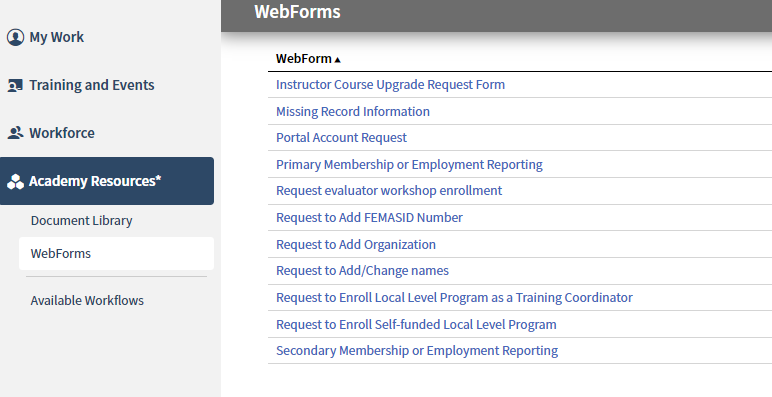 WebForms
My Work
Training and Events
Workforce
Academy Resources*
Document Library
WebForms
Available Workflows
WebForm ▲
Instructor Course Upgrade Request Form
Missing Record Information
Portal Account Request
Primary Membership or Employment Reporting
Request evaluator workshop enrollment
Request to Add FEMASID Number
Request to Add Organization
Request to Add/Change names
Request to Enroll Local Level Program as a Training Coordinator
Request to Enroll Self-funded Local Level Program
Secondary Membership or Employment Reporting